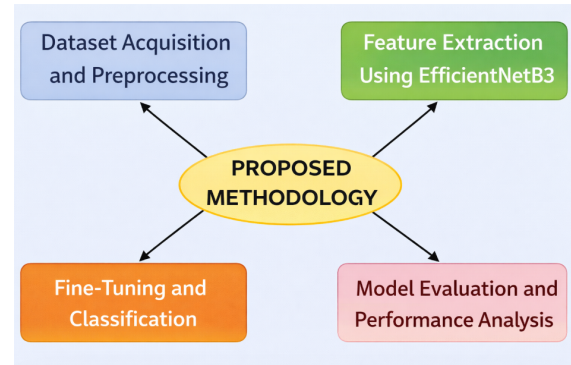 Dataset Acquisition
and Preprocessing
Feature Extraction
Using EfficientNetB3
PROPOSED
METHODOLOGY
Fine-Tuning and
Classification
Model Evaluation and
Performance Analysis